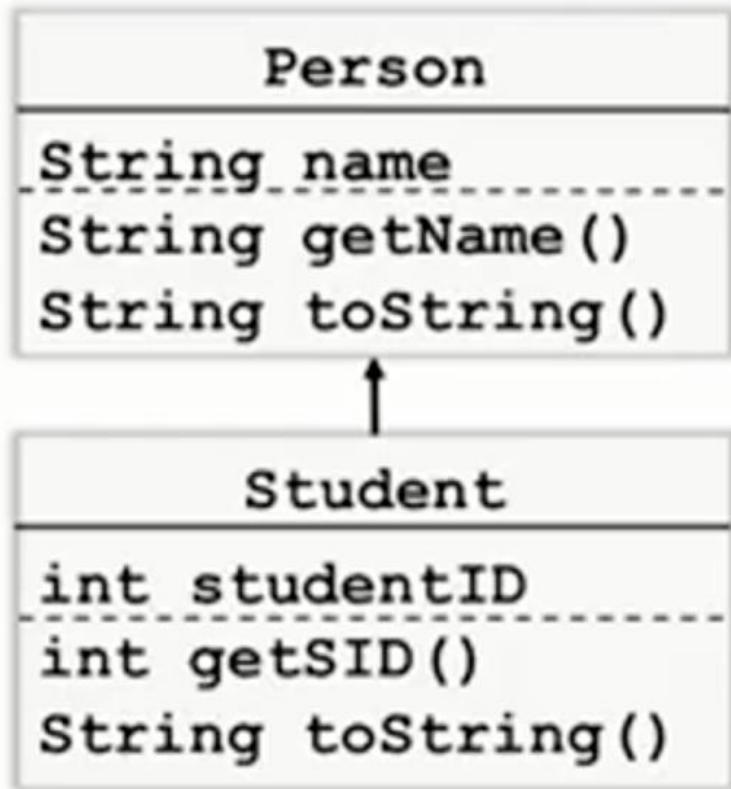 Person
String name
String getName()
String toString()
Student
int studentID
int getSID()
String toString()